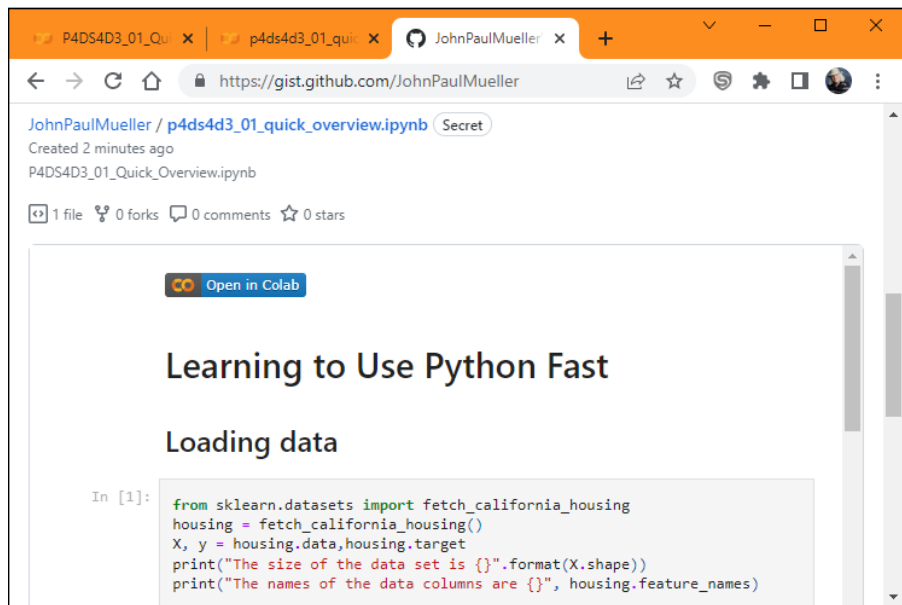 P4DS4D3_01_Qu
p4ds4d3_01_quic
JohnPaulMueller
https://gist.github.com/JohnPaulMueller
JohnPaulMueller / p4ds4d3_01_quick_overview.ipynb Secret
Created 2 minutes ago
P4DS4D3_01_Quick_Overview.ipynb
1 file 0 forks 0 comments 0 stars
Open in Colab
Learning to Use Python Fast
Loading data
In [1]:
from sklearn.datasets import fetch_california_housing
housing = fetch_california_housing()
X, y = housing.data,housing.target
print("The size of the data set is {}".format(X.shape))
print("The names of the data columns are {}", housing.feature_names)